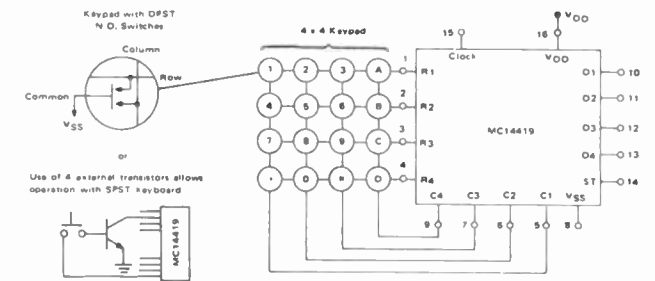 Keypad with DPST
N.O. Switches
Column
Row
Common
VSS
or
Use of 4 external transistors allows
operation with SPST keyboard
MC14419
4 x 4 Keypad
1 2 3 A
4 5 6 B
7 8 9 C
* 0 # D
1 R1
2 R2
3 R3
4 R4
VDD
15 16
Clock VDD
MC14419
O1 10
O2 11
O3 12
O4 13
ST 14
C4 C3 C2 C1 VSS
9 7 6 5 8